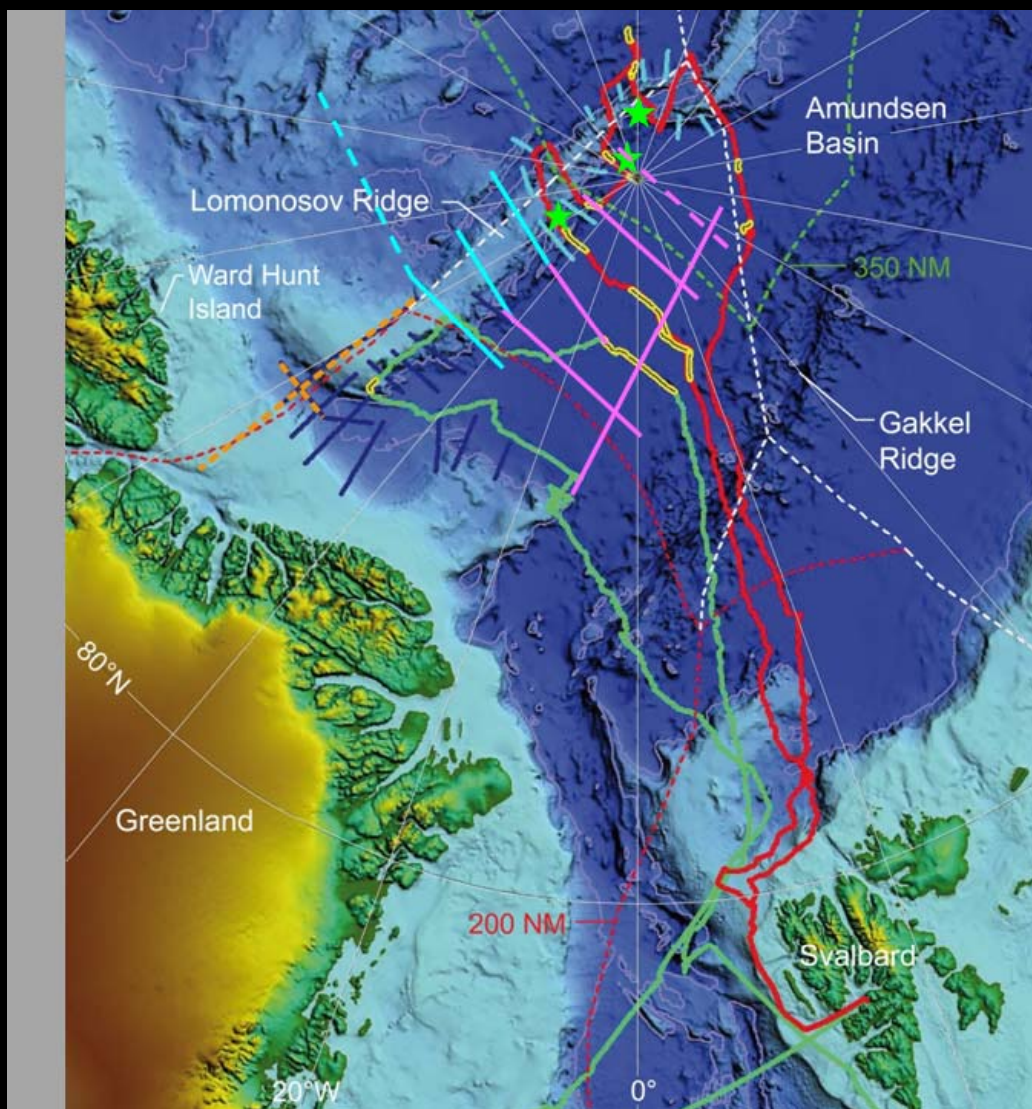 Amundsen
Basin
Lomonosov Ridge
Ward Hunt
Island
350 NM
Gakkel
Ridge
80°N
Greenland
200 NM
Svalbard
20°W
0°